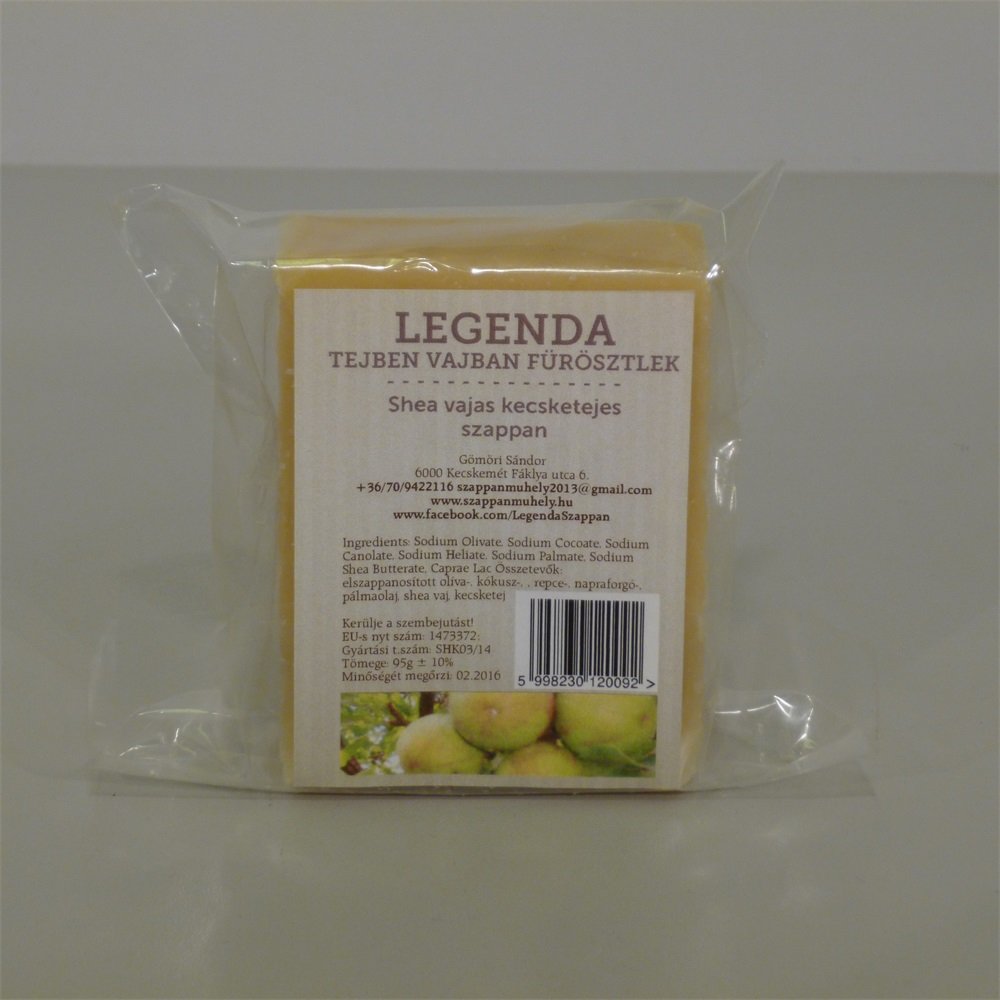 LEGENDA
TEJBEN VAJBAN FÜRÖSZTLEK
Shea vajas kecsketejes
szappan
Gömöri Sándor
6000 Kecskemét Fáklya utca 6.
+36/70/9422116 szappanmuhely2013@gmail.com
www.szappanmuhely.hu
www.facebook.com/LegendaSzappan
Ingredients: Sodium Olivate, Sodium Cocoate, Sodium
Canolate, Sodium Heliate, Sodium Palmate, Sodium
Shea Butterate, Caprae Lac Összetevők:
elszappanosított olíva-, kókusz-, , repce-, napraforgó-,
pálmaolaj, shea vaj, kecsketej
Kerülje a szembejutást!
EU-s nyt szám: 1473372;
Gyártási t.szám: SHK03/14
Tömege: 95g ± 10%
Minőségét megőrzi: 02.2016
5 998230 120092 >